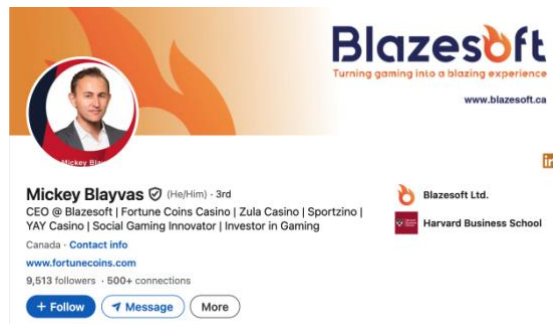 Blazesoft
Turning gaming into a blazing experience
www.blazesoft.ca
Mickey Blay
in
Mickey Blayvas (He/Him) · 3rd
CEO @ Blazesoft | Fortune Coins Casino | Zula Casino | Sportzino |
YAY Casino | Social Gaming Innovator | Investor in Gaming
Canada · Contact info
www.fortunecoins.com
9,513 followers · 500+ connections
+ Follow
Message
More
Blazesoft Ltd.
Harvard Business School